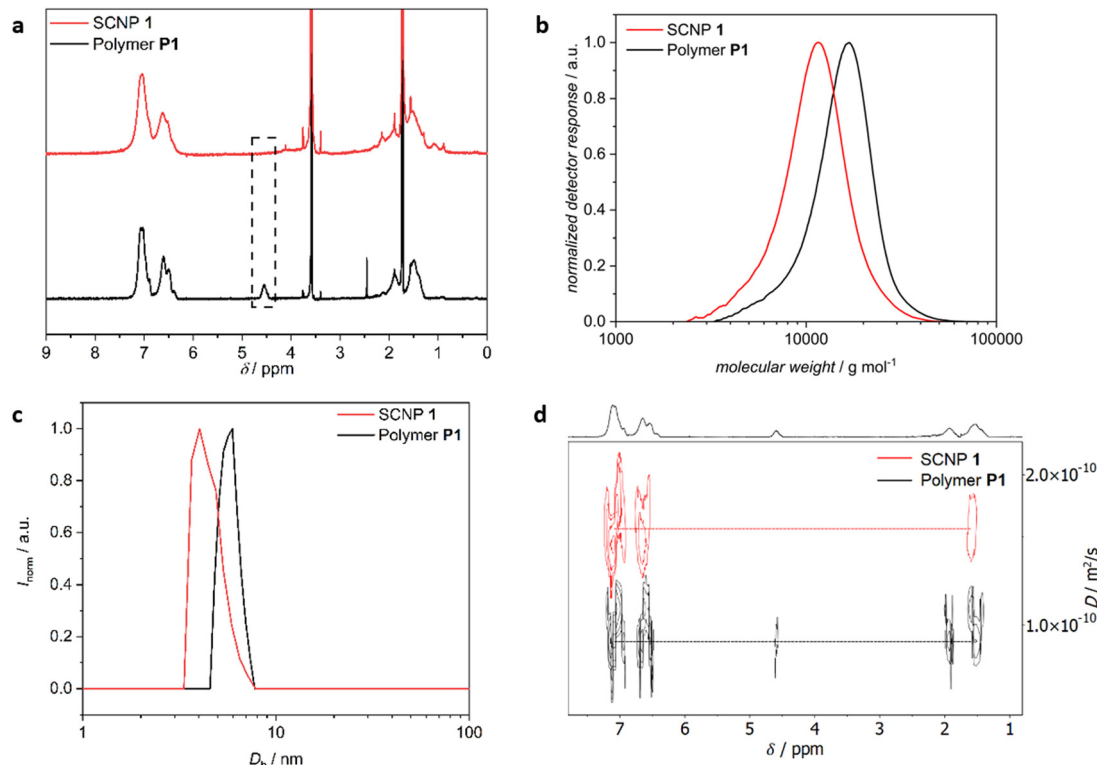 a
SCNP 1
Polymer P1
9 8 7 6 5 4 3 2 1 0
δ / ppm
b
SCNP 1
Polymer P1
normalized detector response / a.u.
1.0
0.8
0.6
0.4
0.2
0.0
1000 10000 100000
molecular weight / g mol⁻¹
c
SCNP 1
Polymer P1
I_norm / a.u.
1.0
0.8
0.6
0.4
0.2
0.0
1 10 100
D_h / nm
d
SCNP 1
Polymer P1
2.0×10⁻¹⁰
1.0×10⁻¹⁰
D / m²/s
7 6 5 4 3 2 1
δ / ppm